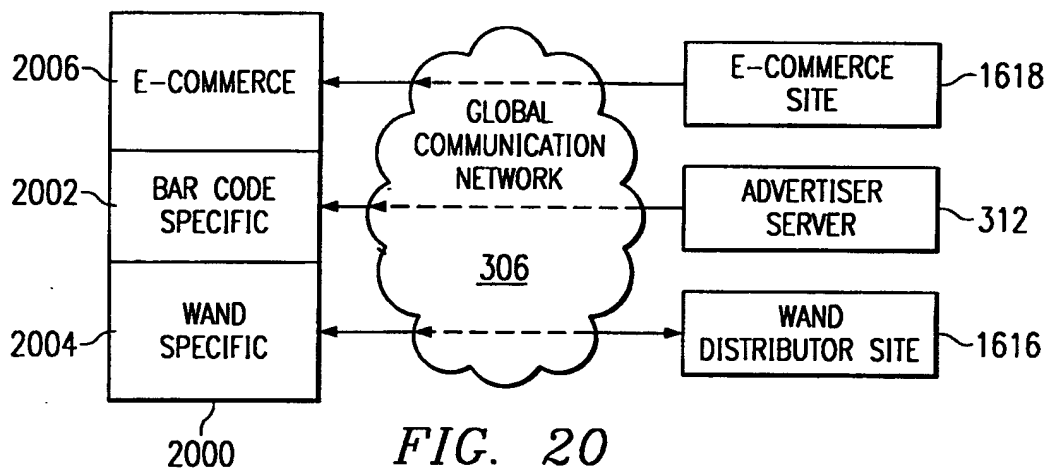 2006
E-COMMERCE
2002
BAR CODE
SPECIFIC
2004
WAND
SPECIFIC
2000
GLOBAL
COMMUNICATION
NETWORK
306
E-COMMERCE
SITE
1618
ADVERTISER
SERVER
312
WAND
DISTRIBUTOR SITE
1616
FIG. 20